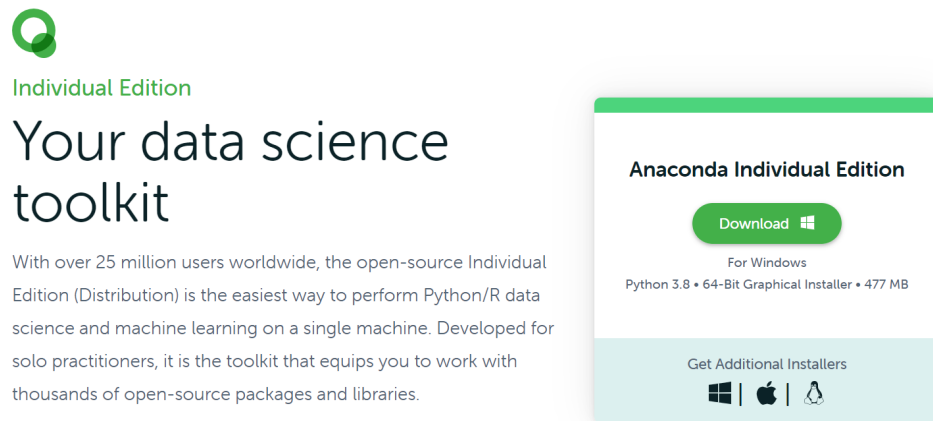 Individual Edition
Your data science
toolkit
With over 25 million users worldwide, the open-source Individual
Edition (Distribution) is the easiest way to perform Python/R data
science and machine learning on a single machine. Developed for
solo practitioners, it is the toolkit that equips you to work with
thousands of open-source packages and libraries.
Anaconda Individual Edition
Download
For Windows
Python 3.8 • 64-Bit Graphical Installer • 477 MB
Get Additional Installers
| |